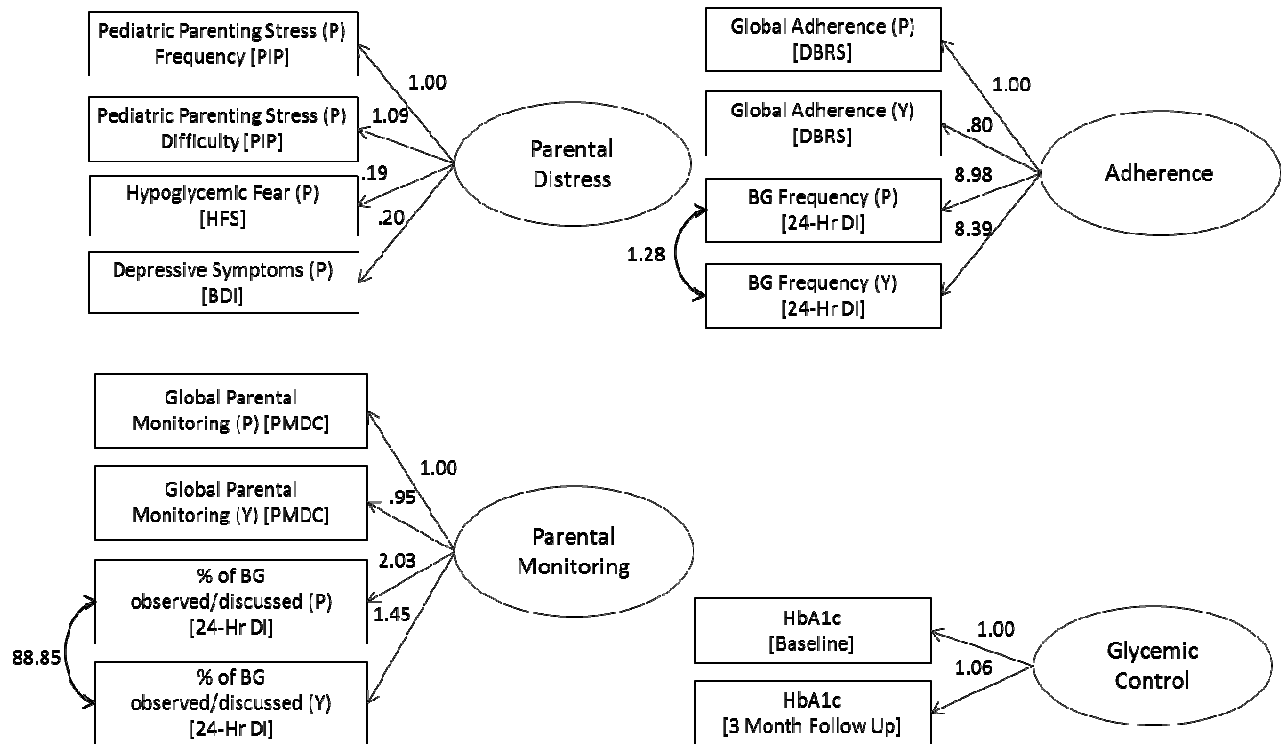 Pediatric Parenting Stress (P)
Frequency [PIP]
1.00
Pediatric Parenting Stress (P)
Difficulty [PIP]
1.09
Hypoglycemic Fear (P)
[HFS]
.19
Depressive Symptoms (P)
[BDI]
.20
Parental
Distress
Global Adherence (P)
[DBRS]
1.00
Global Adherence (Y)
[DBRS]
.80
BG Frequency (P)
[24-Hr DI]
8.98
BG Frequency (Y)
[24-Hr DI]
8.39
1.28
Adherence
Global Parental
Monitoring (P) [PMDC]
1.00
Global Parental
Monitoring (Y) [PMDC]
.95
% of BG
observed/discussed (P)
[24-Hr DI]
2.03
% of BG
observed/discussed (Y)
[24-Hr DI]
1.45
88.85
Parental
Monitoring
HbA1c
[Baseline]
1.00
HbA1c
[3 Month Follow Up]
1.06
Glycemic
Control